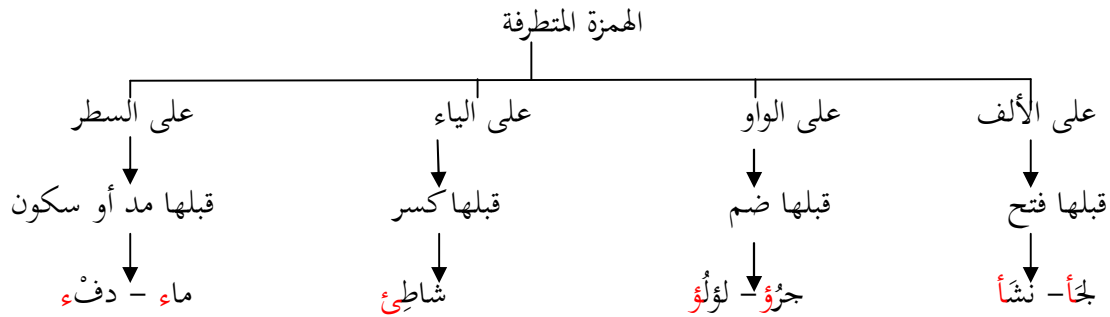 الهمزة المتطرفة
على الألف على الواو على الياء على السطر
قبلها فتح قبلها ضم قبلها كسر قبلها مد أو سكون
لجَأ – نشَأ جرُؤ – لؤلُؤ شاطِئ ماء – دفْء